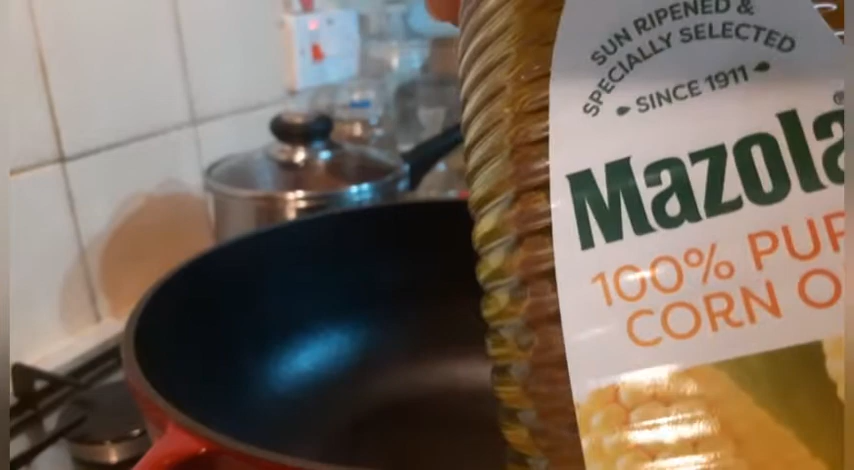 SUN RIPENED &
SPECIALLY SELECTED
SINCE 1911
Mazola
100% PUR
CORN O